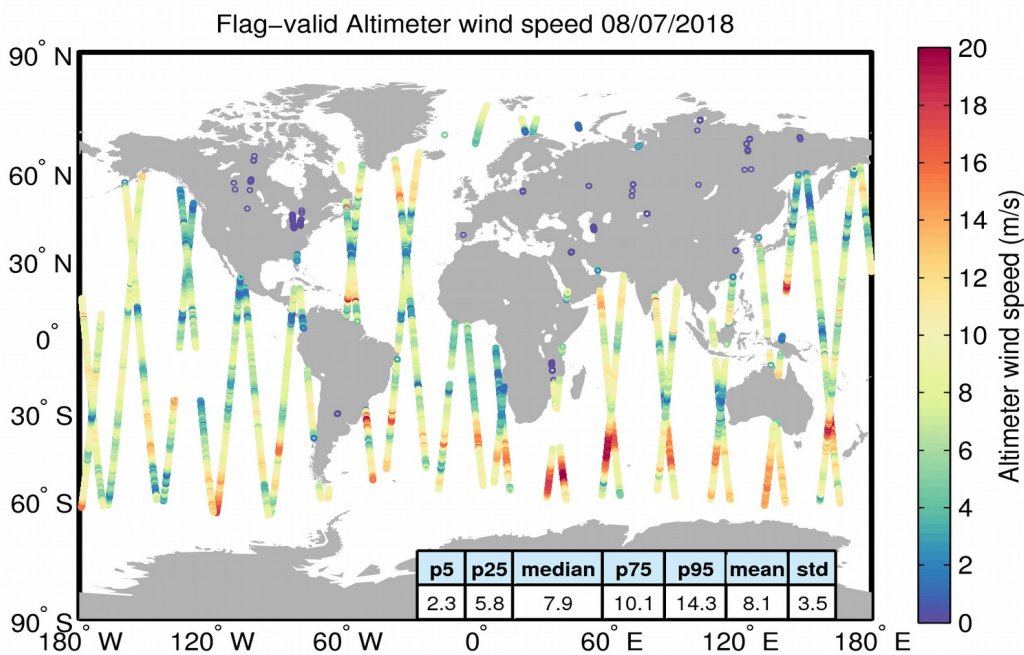 Flag−valid Altimeter wind speed 08/07/2018
90° N
60° N
30° N
0°
30° S
60° S
90° S
180° W
120° W
60° W
0°
60° E
120° E
180° E
p5 p25 median p75 p95 mean std
2.3 5.8 7.9 10.1 14.3 8.1 3.5
20
18
16
14
12
10
8
6
4
2
0
Altimeter wind speed (m/s)